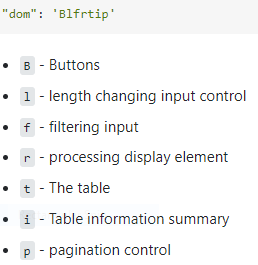 "dom": 'Blfrtip'
B - Buttons
l - length changing input control
f - filtering input
r - processing display element
t - The table
i - Table information summary
p - pagination control